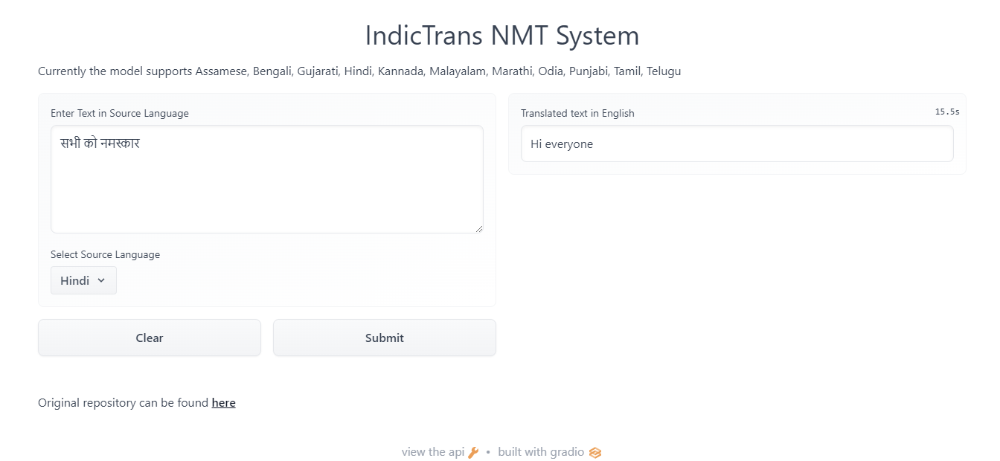 IndicTrans NMT System
Currently the model supports Assamese, Bengali, Gujarati, Hindi, Kannada, Malayalam, Marathi, Odia, Punjabi, Tamil, Telugu
Enter Text in Source Language
सभी को नमस्कार
Select Source Language
Hindi
Clear Submit
Translated text in English 15.5s
Hi everyone
Original repository can be found here
view the api • built with gradio